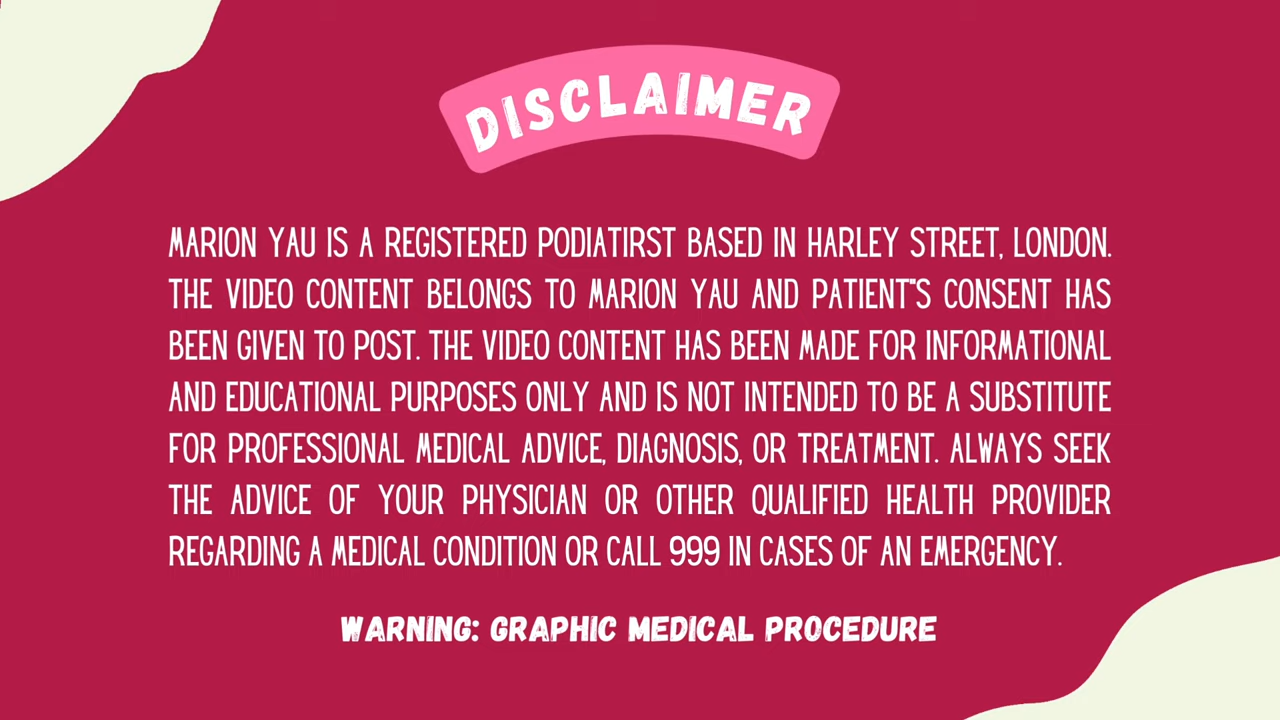 DISCLAIMER
MARION YAU IS A REGISTERED PODIATIRST BASED IN HARLEY STREET, LONDON.
THE VIDEO CONTENT BELONGS TO MARION YAU AND PATIENT"S CONSENT HAS
BEEN GIVEN TO POST. THE VIDEO CONTENT HAS BEEN MADE FOR INFORMATIONAL
AND EDUCATIONAL PURPOSES ONLY AND IS NOT INTENDED TO BE A SUBSTITUTE
FOR PROFESSIONAL MEDICAL ADVICE, DIAGNOSIS, OR TREATMENT. ALWAYS SEEK
THE ADVICE OF YOUR PHYSICIAN OR OTHER QUALIFIED HEALTH PROVIDER
REGARDING A MEDICAL CONDITION OR CALL 999 IN CASES OF AN EMERGENCY.
WARNING: GRAPHIC MEDICAL PROCEDURE